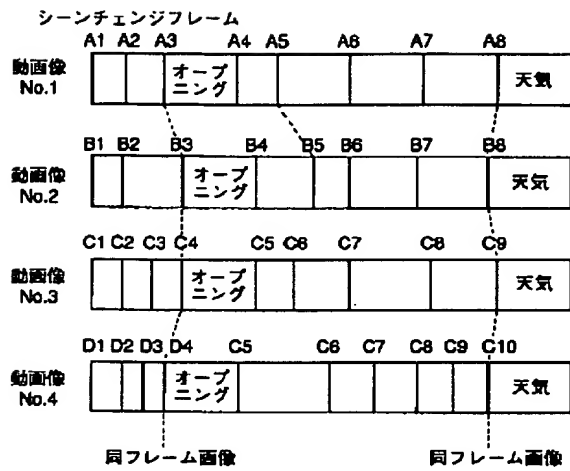 シーンチェンジフレーム
A1 A2 A3 A4 A5 A6 A7 A8
動画像
No.1
オープ
ニング
天気
B1 B2 B3 B4 B5 B6 B7 B8
動画像
No.2
オープ
ニング
天気
C1 C2 C3 C4 C5 C6 C7 C8 C9
動画像
No.3
オープ
ニング
天気
D1 D2 D3 D4 C5 C6 C7 C8 C9 C10
動画像
No.4
オープ
ニング
天気
同フレーム画像 同フレーム画像